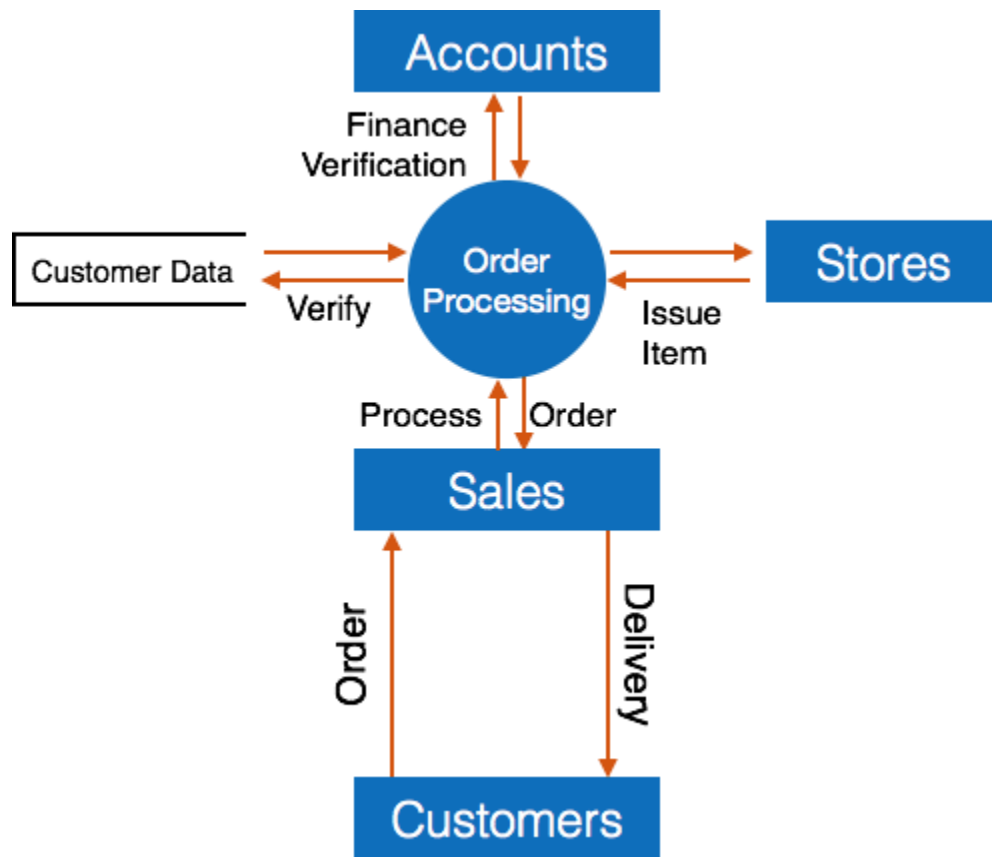 Accounts
Finance
Verification
Customer Data
Order
Processing
Stores
Verify
Issue
Item
Process
Order
Sales
Order
Delivery
Customers